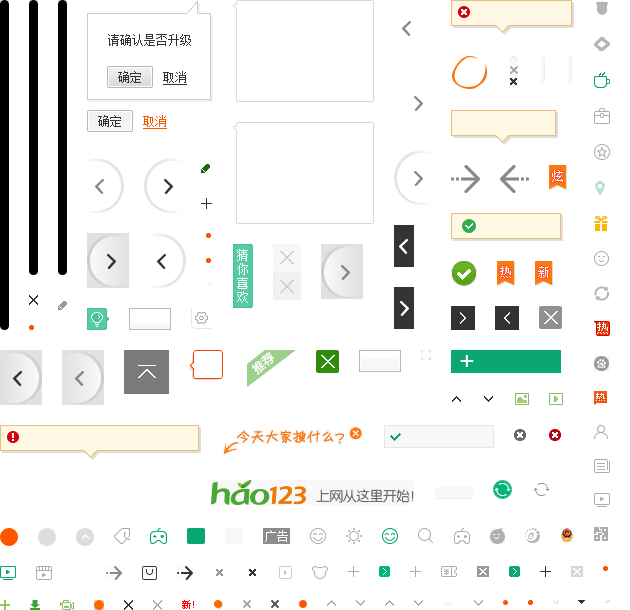 请确认是否升级
确定 取消
确定 取消
炫
猜你喜欢
热 新
热
推荐
热
今天大家搜什么?
hao123 上网从这里开始!
广告
新!